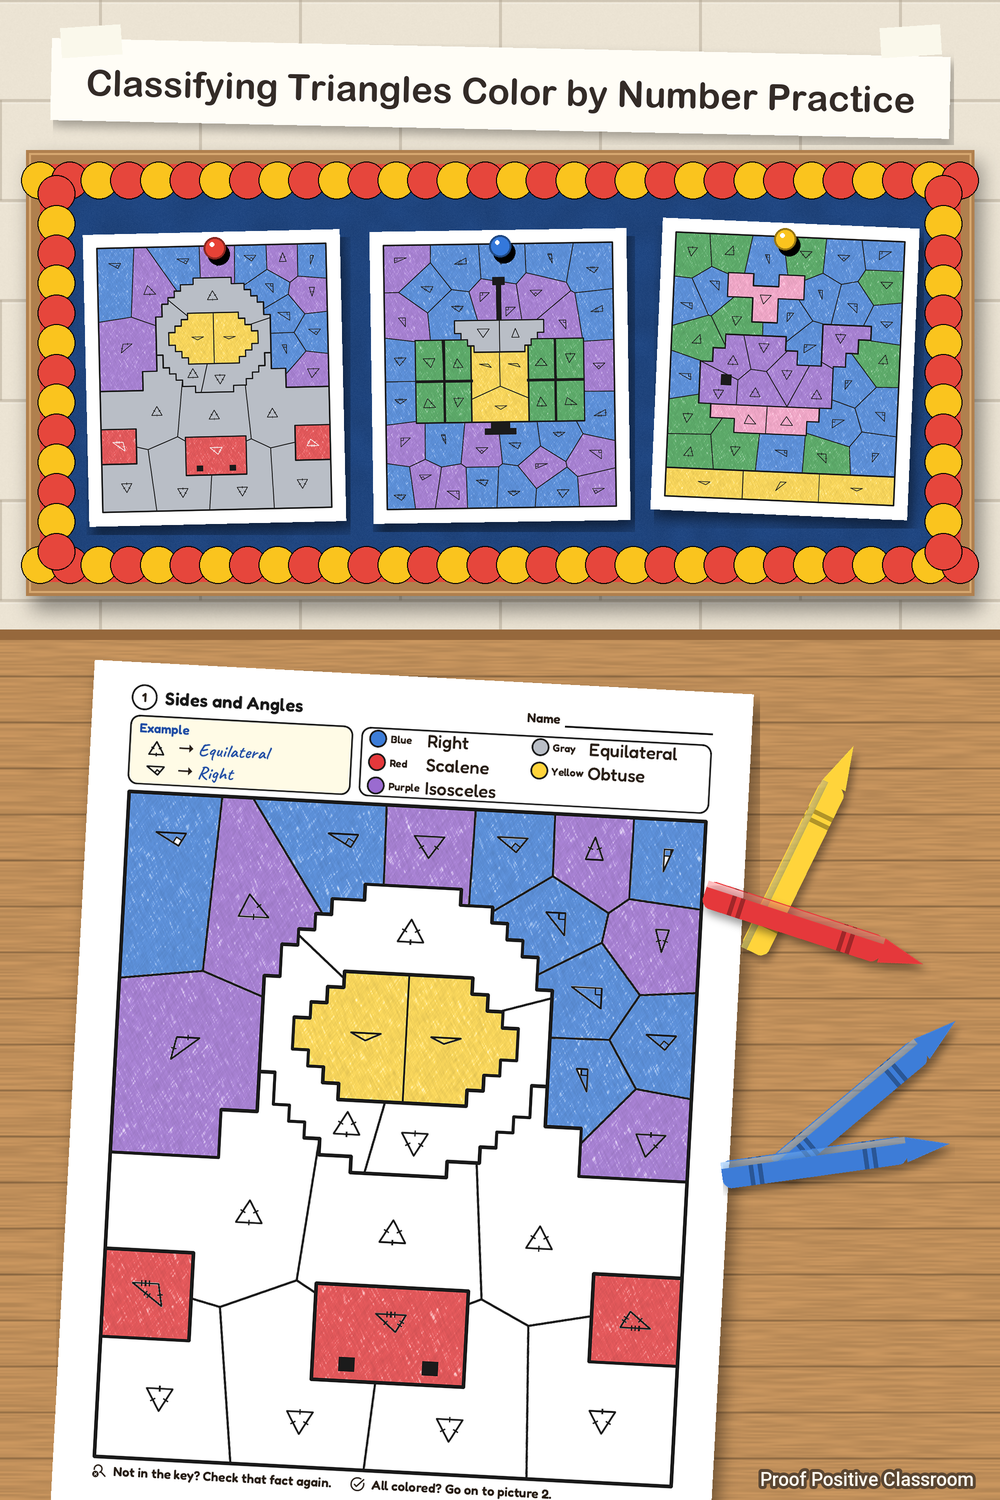 Classifying Triangles Color by Number Practice
1 Sides and Angles
Name
Example
→ Equilateral
→ Right
Blue Right
Red Scalene
Purple Isosceles
Gray Equilateral
Yellow Obtuse
Not in the key? Check that fact again.
All colored? Go on to picture 2.
Proof Positive Classroom